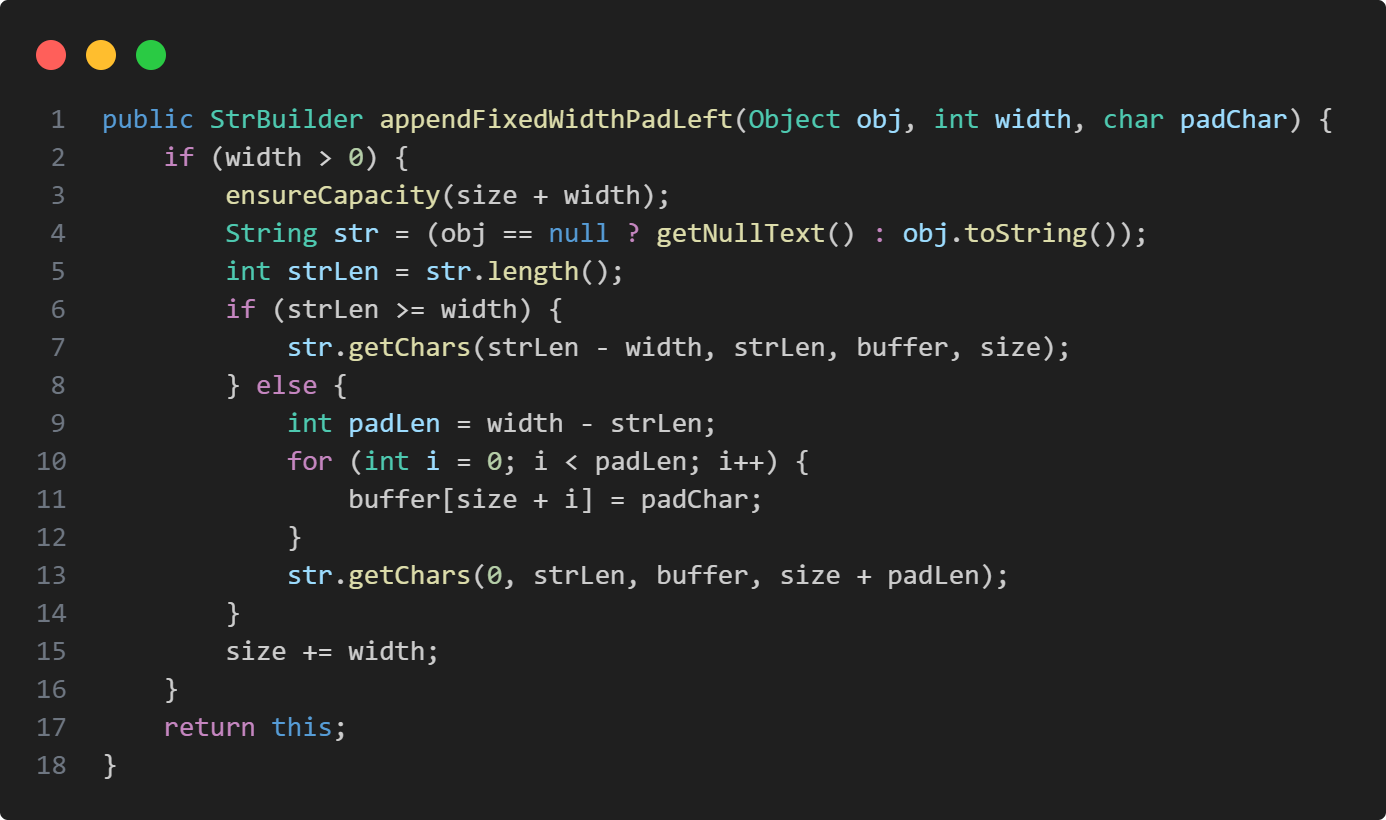 1 public StrBuilder appendFixedWidthPadLeft(Object obj, int width, char padChar) {
2     if (width > 0) {
3         ensureCapacity(size + width);
4         String str = (obj == null ? getNullText() : obj.toString());
5         int strLen = str.length();
6         if (strLen >= width) {
7             str.getChars(strLen - width, strLen, buffer, size);
8         } else {
9             int padLen = width - strLen;
10             for (int i = 0; i < padLen; i++) {
11                 buffer[size + i] = padChar;
12             }
13             str.getChars(0, strLen, buffer, size + padLen);
14         }
15         size += width;
16     }
17     return this;
18 }